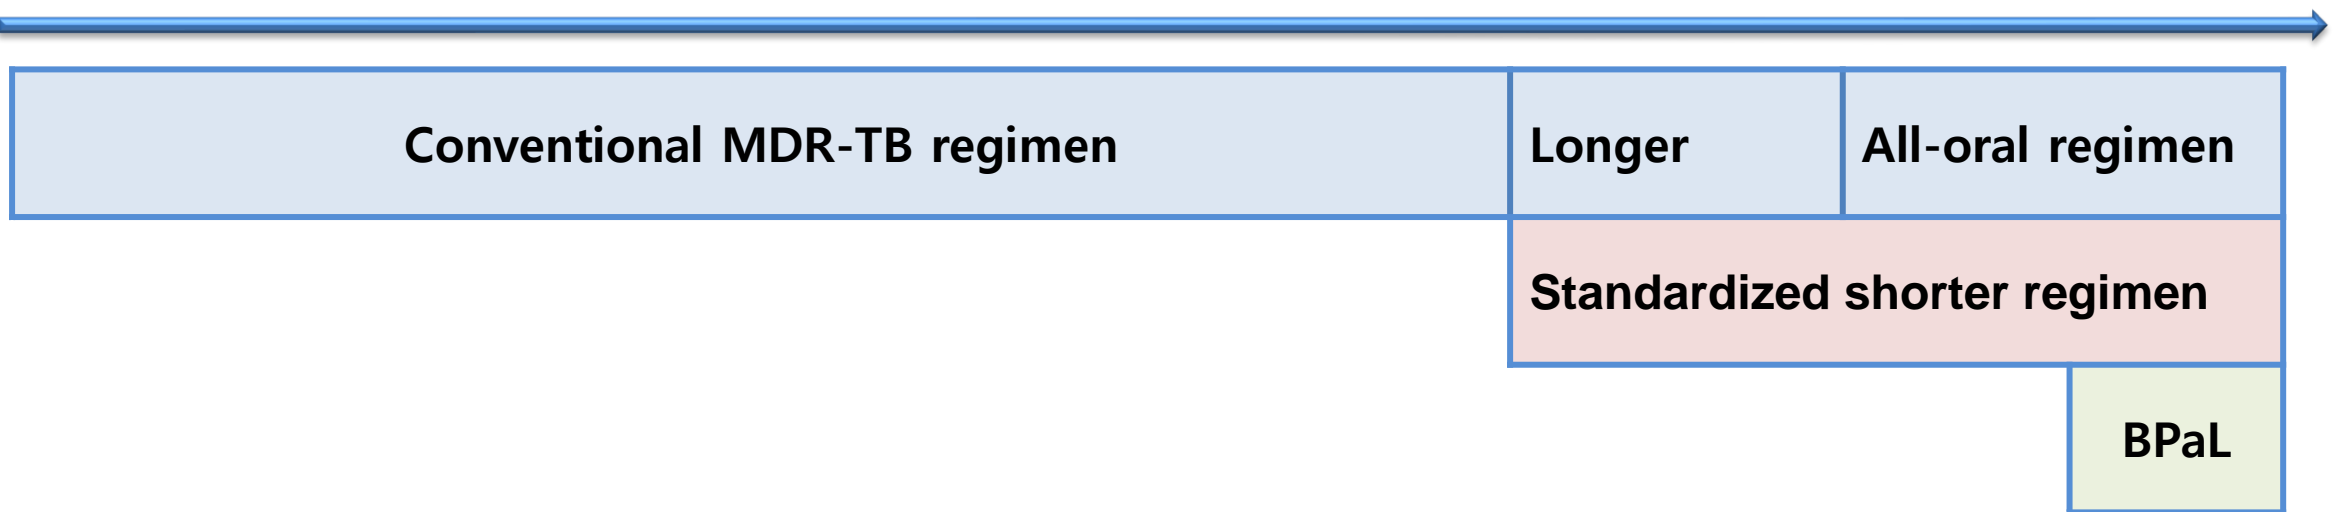 Conventional MDR-TB regimen
Longer
All-oral regimen
Standardized shorter regimen
BPaL